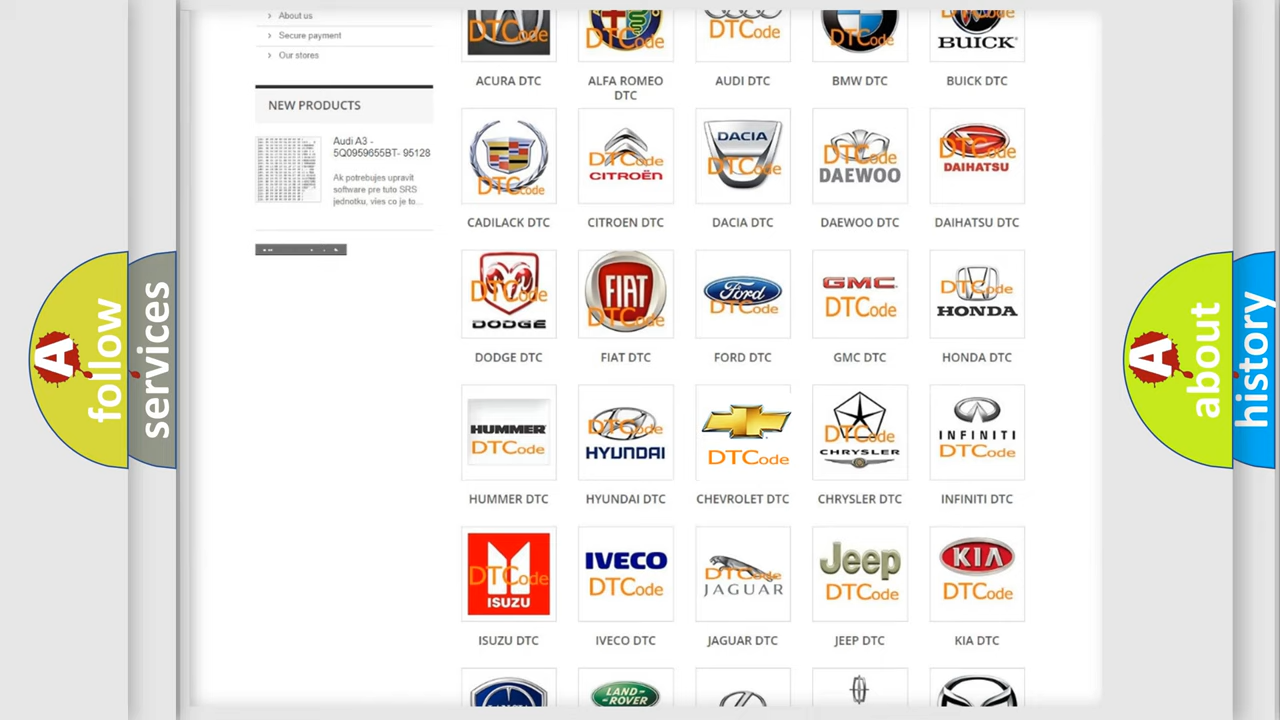 About us
Secure payment
Our stores
NEW PRODUCTS
Audi A3 -
5Q0959655BT- 95128
Ak potrebujes upravit
software pre tuto SRS
jednotku, vies co je to...
DTCode
DTCode
DTCode
DTCode
BUICK
ACURA DTC
ALFA ROMEO
DTC
AUDI DTC
BMW DTC
BUICK DTC
DTCode
DTCode
CITROËN
DACIA
DTCode
DTCode
DAEWOO
DTCode
DAIHATSU
CADILACK DTC
CITROEN DTC
DACIA DTC
DAEWOO DTC
DAIHATSU DTC
DTCode
DODGE
FIAT
DTCode
Ford
DTCode
GMC
DTCode
DTCode
HONDA
DODGE DTC
FIAT DTC
FORD DTC
GMC DTC
HONDA DTC
HUMMER
DTCode
DTCode
HYUNDAI
DTCode
DTCode
CHRYSLER
INFINITI
DTCode
HUMMER DTC
HYUNDAI DTC
CHEVROLET DTC
CHRYSLER DTC
INFINITI DTC
DTCode
ISUZU
IVECO
DTCode
DTCode
JAGUAR
Jeep
DTCode
KIA
DTCode
ISUZU DTC
IVECO DTC
JAGUAR DTC
JEEP DTC
KIA DTC
LAND-
ROVER
A
follow
services
A
about
history